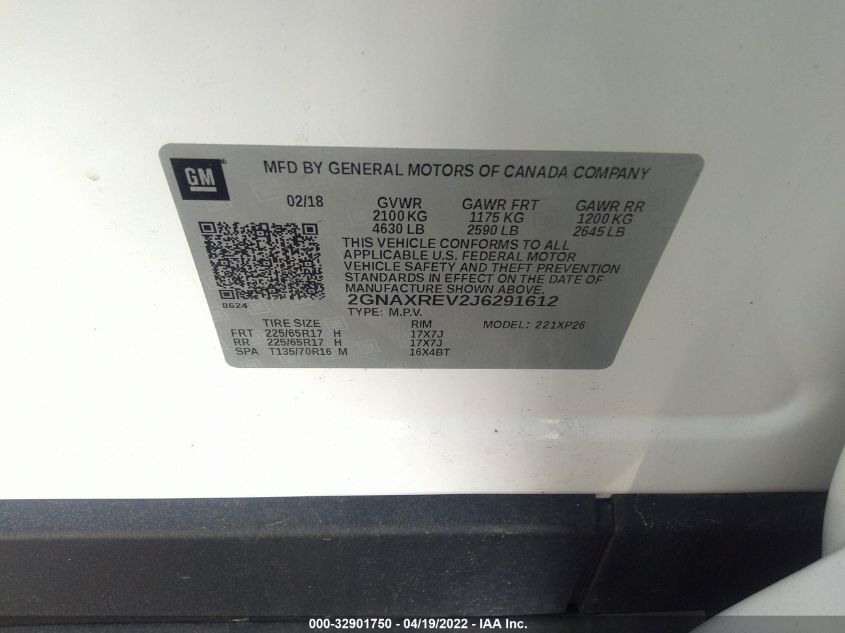 GM
MFD BY GENERAL MOTORS OF CANADA COMPANY
02/18 GVWR GAWR FRT GAWR RR
2100 KG 1175 KG 1200 KG
4630 LB 2590 LB 2645 LB
THIS VEHICLE CONFORMS TO ALL
APPLICABLE U.S. FEDERAL MOTOR
VEHICLE SAFETY AND THEFT PREVENTION
STANDARDS IN EFFECT ON THE DATE OF
MANUFACTURE SHOWN ABOVE.
8624 2GNAXREV2J6291612
TYPE: M.P.V. MODEL: 221XP26
TIRE SIZE RIM
FRT 225/65R17 H 17X7J
RR 225/65R17 H 17X7J
SPA T135/70R16 M 16X4BT
000-32901750 - 04/19/2022 - IAA Inc.